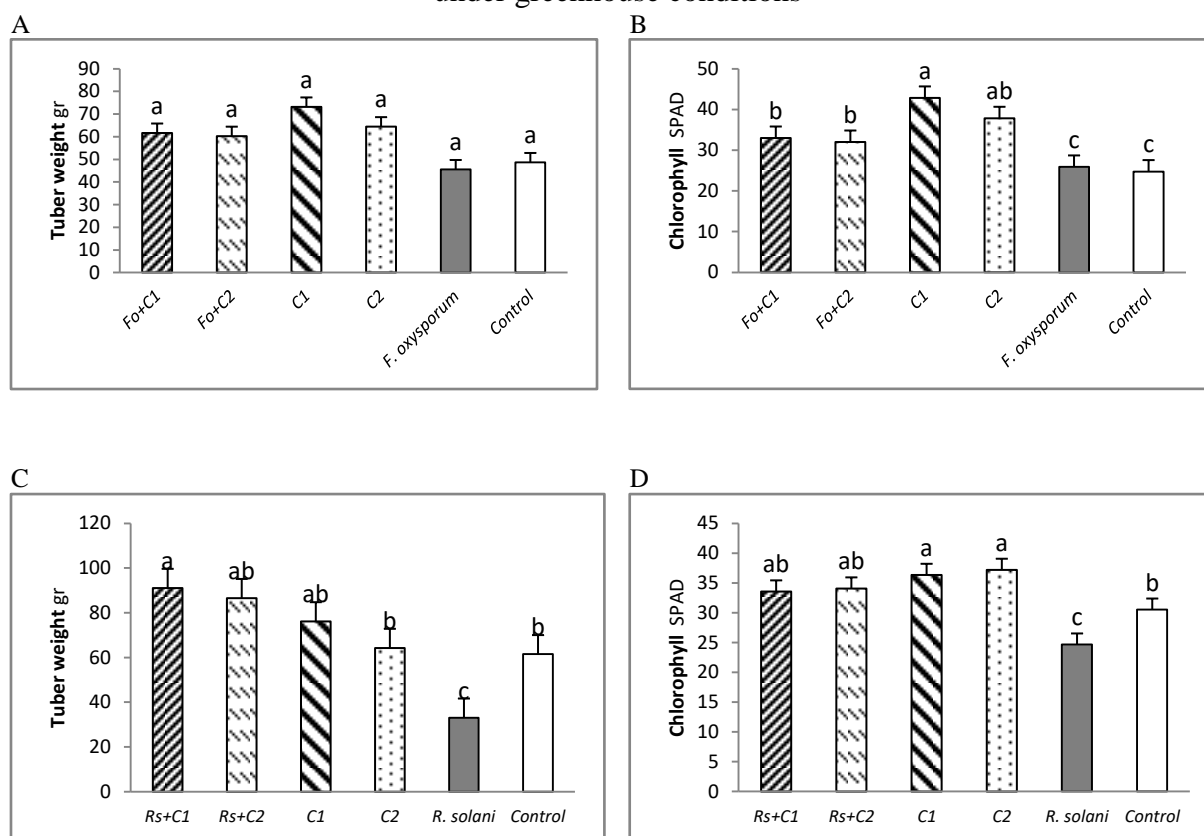 under greenhouse conditions
A
B
90
80
70
60
50
40
30
20
10
0
Tuber weight gr
a
a
a
a
a
a
Fo+C1
Fo+C2
C1
C2
F. oxysporum
Control
50
40
30
20
10
0
Chlorophyll SPAD
b
b
a
ab
c
c
Fo+C1
Fo+C2
C1
C2
F. oxysporum
Control
C
D
120
100
80
60
40
20
0
Tuber weight gr
a
ab
ab
b
c
b
Rs+C1 Rs+C2 C1 C2 R. solani Control
45
40
35
30
25
20
15
10
5
0
Chlorophyll SPAD
ab
ab
a
a
c
b
Rs+C1 Rs+C2 C1 C2 R. solani Control